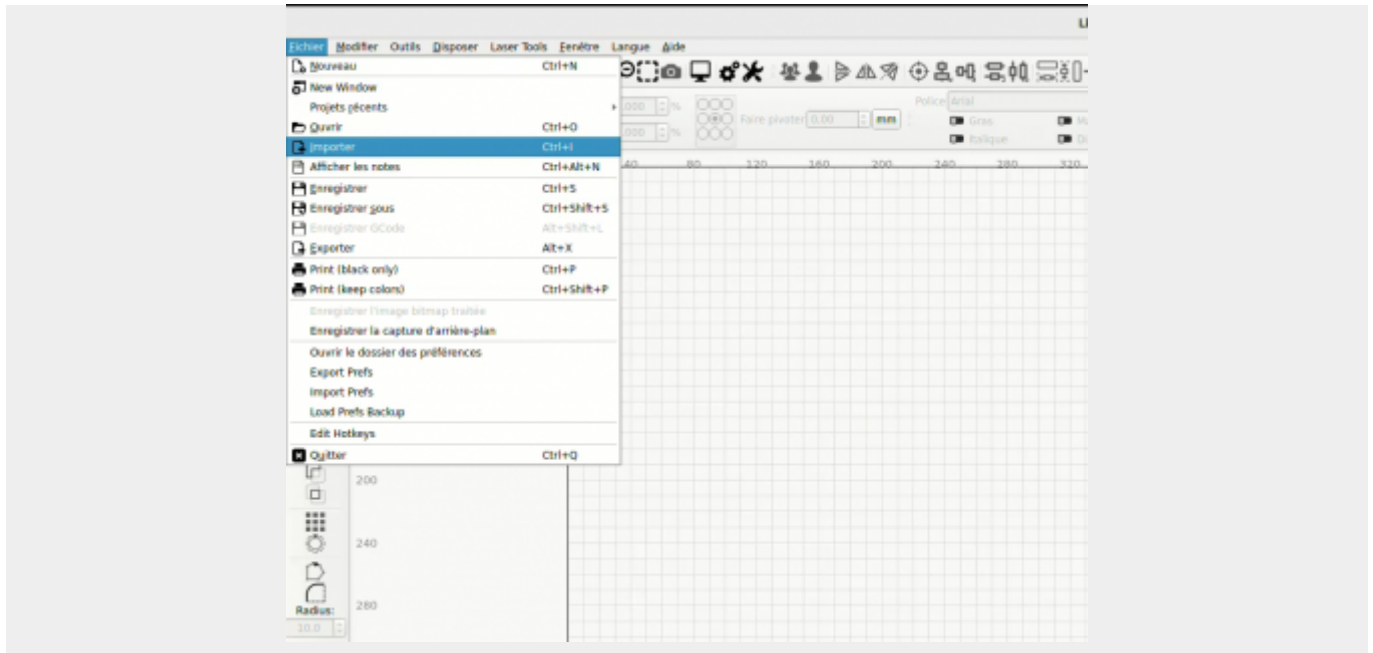 Fichier Modifier Outils Disposer Laser Tools Fenêtre Langue Aide
Nouveau Ctrl+N
New Window
Projets récents
Ouvrir Ctrl+O
Importer Ctrl+I
Afficher les notes Ctrl+Alt+N
Enregistrer Ctrl+S
Enregistrer sous Ctrl+Shift+S
Enregistrer GCode Alt+Shift+L
Exporter Alt+X
Print (black only) Ctrl+P
Print (keep colors) Ctrl+Shift+P
Enregistrer l'image bitmap traitée
Enregistrer la capture d'arrière-plan
Ouvrir le dossier des préférences
Export Prefs
Import Prefs
Load Prefs Backup
Edit Hotkeys
Quitter Ctrl+Q
.000 %
.000 %
Faire pivoter 0.00 mm
Police Arial
Gras
Italique
40 80 120 160 200 240 280 320
200
240
280
Radius:
10.0